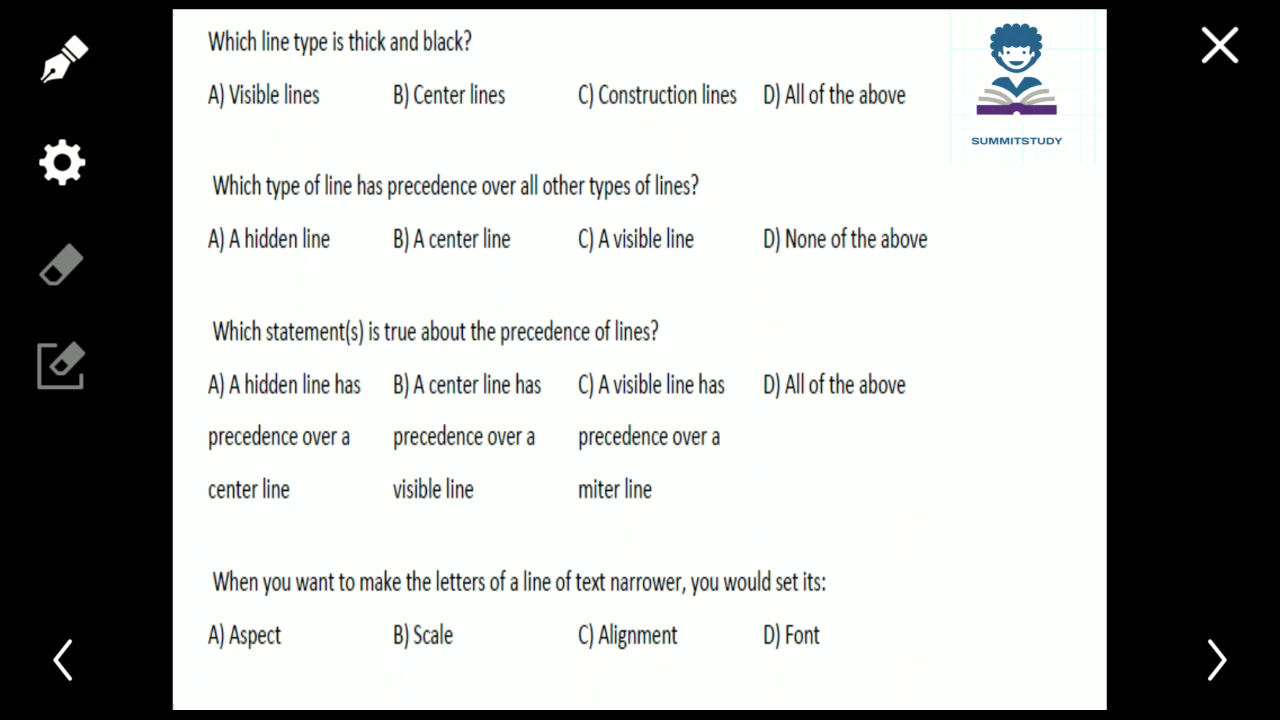 Which line type is thick and black?
A) Visible lines B) Center lines C) Construction lines D) All of the above
SUMMITSTUDY
Which type of line has precedence over all other types of lines?
A) A hidden line B) A center line C) A visible line D) None of the above
Which statement(s) is true about the precedence of lines?
A) A hidden line has B) A center line has C) A visible line has D) All of the above
precedence over a precedence over a precedence over a
center line visible line miter line
When you want to make the letters of a line of text narrower, you would set its:
A) Aspect B) Scale C) Alignment D) Font